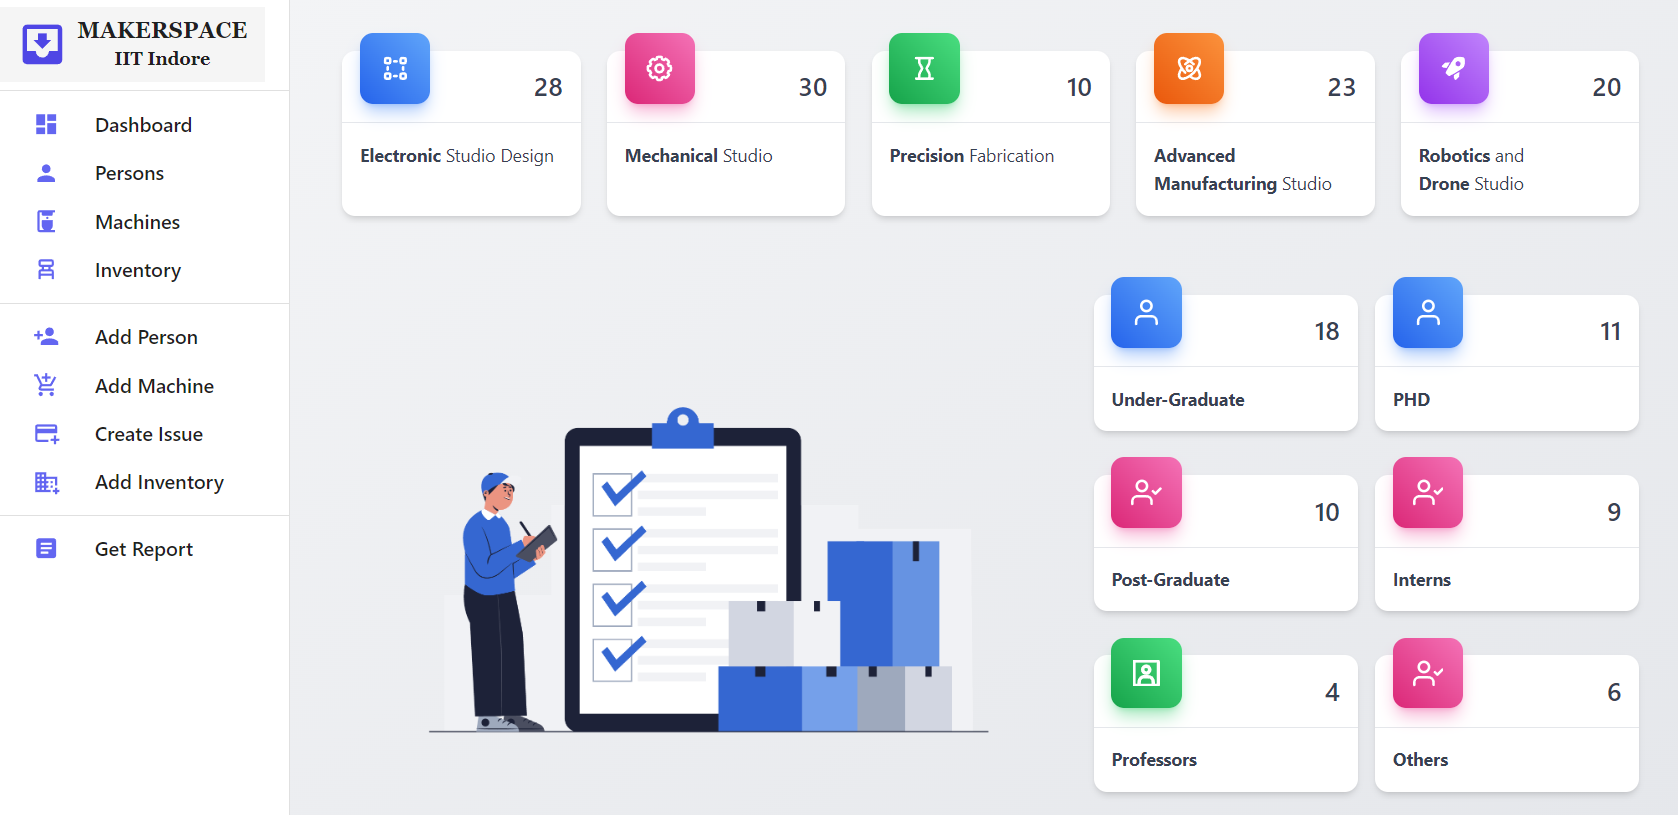 MAKERSPACE
IIT Indore
Dashboard
Persons
Machines
Inventory
Add Person
Add Machine
Create Issue
Add Inventory
Get Report
28
Electronic Studio Design
30
Mechanical Studio
10
Precision Fabrication
23
Advanced
Manufacturing Studio
20
Robotics and
Drone Studio
18
Under-Graduate
11
PHD
10
Post-Graduate
9
Interns
4
Professors
6
Others